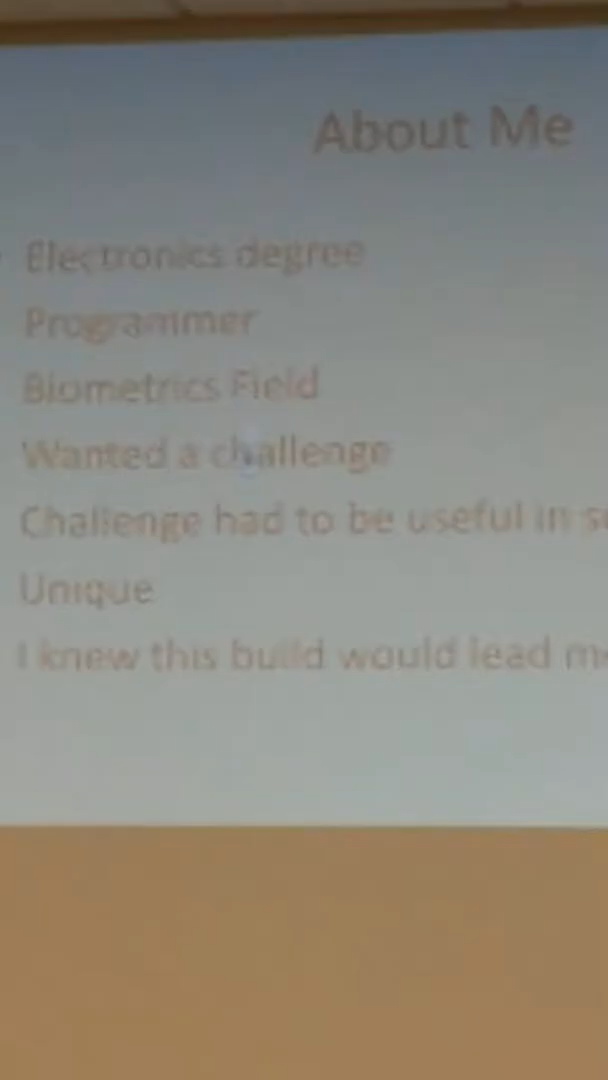 About Me
Electronics degree
Programmer
Biometrics Field
Wanted a challenge
Challenge had to be useful in
Unique
I knew this build would lead